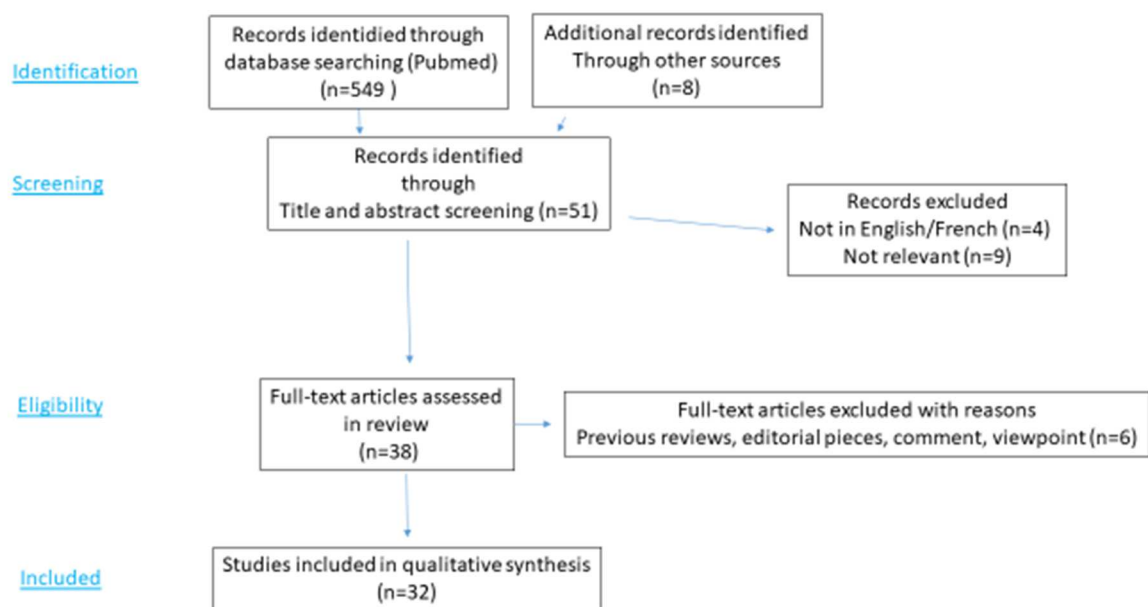 Identification
Records identidied through
database searching (Pubmed)
(n=549 )
Additional records identified
Through other sources
(n=8)
Screening
Records identified
through
Title and abstract screening (n=51)
Records excluded
Not in English/French (n=4)
Not relevant (n=9)
Eligibility
Full-text articles assessed
in review
(n=38)
Full-text articles excluded with reasons
Previous reviews, editorial pieces, comment, viewpoint (n=6)
Included
Studies included in qualitative synthesis
(n=32)